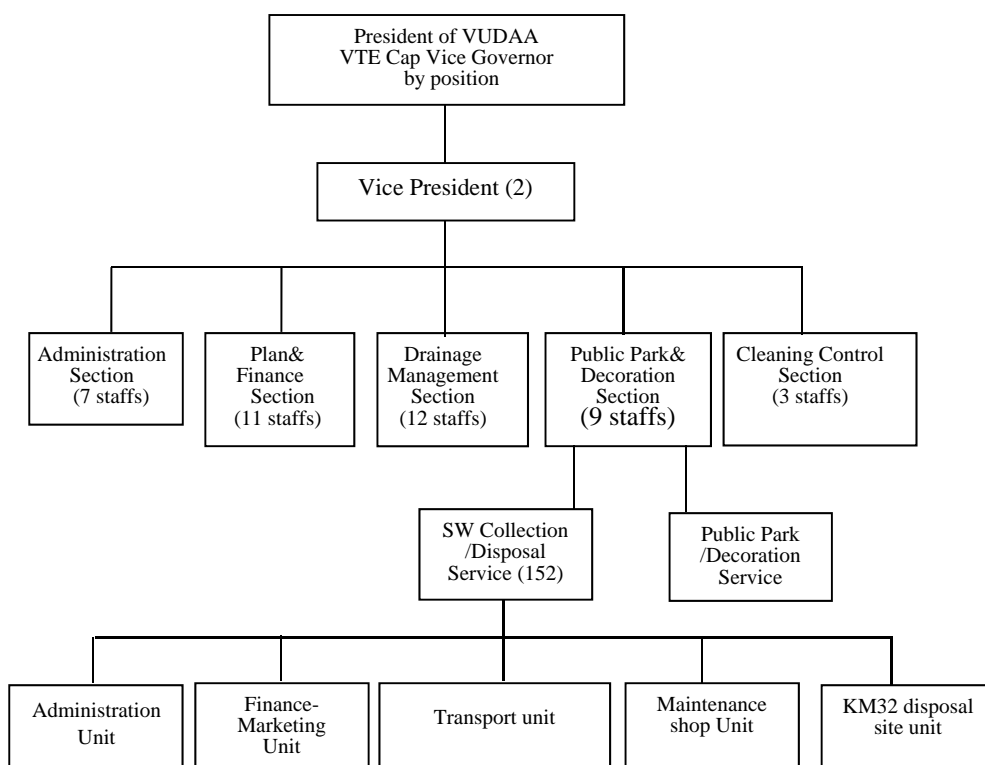 President of VUDAA
VTE Cap Vice Governor
by position
Vice President (2)
Administration
Section
(7 staffs)
Plan&
Finance
Section
(11 staffs)
Drainage
Management
Section
(12 staffs)
Public Park&
Decoration
Section
(9 staffs)
Cleaning Control
Section
(3 staffs)
SW Collection
/Disposal
Service (152)
Public Park
/Decoration
Service
Administration
Unit
Finance-
Marketing
Unit
Transport unit
Maintenance
shop Unit
KM32 disposal
site unit